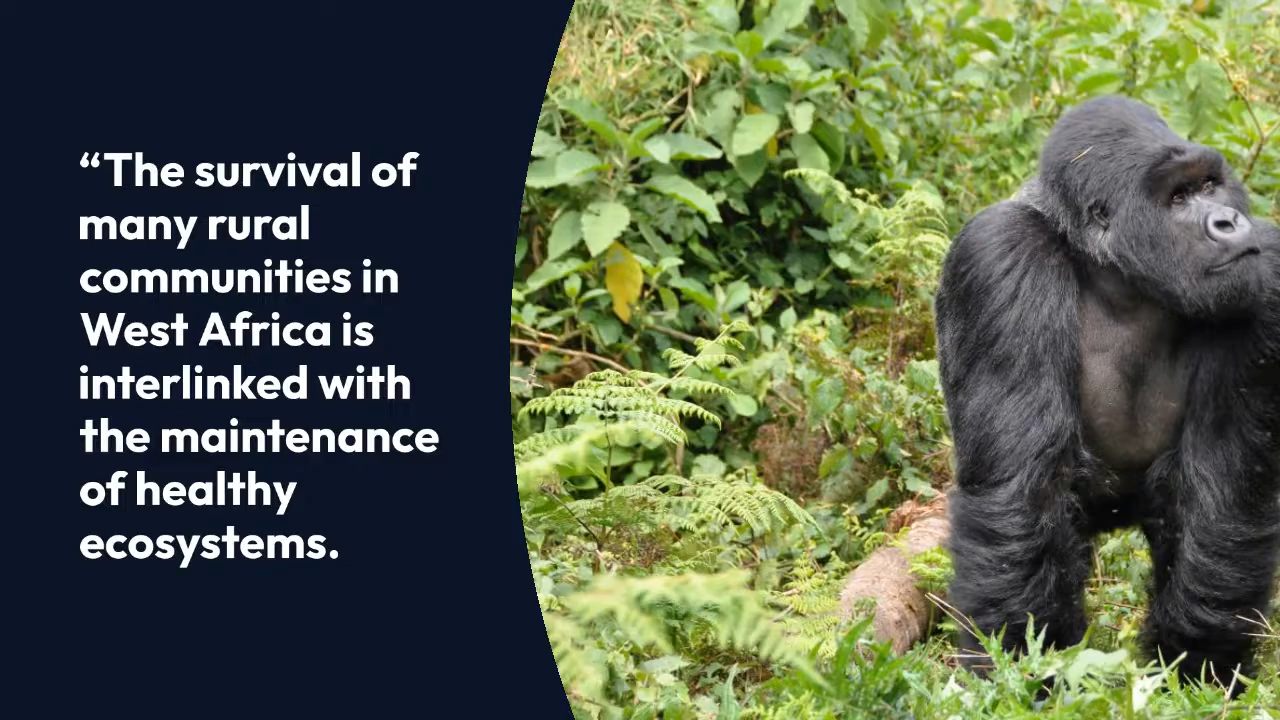 “The survival of
many rural
communities in
West Africa is
interlinked with
the maintenance
of healthy
ecosystems.